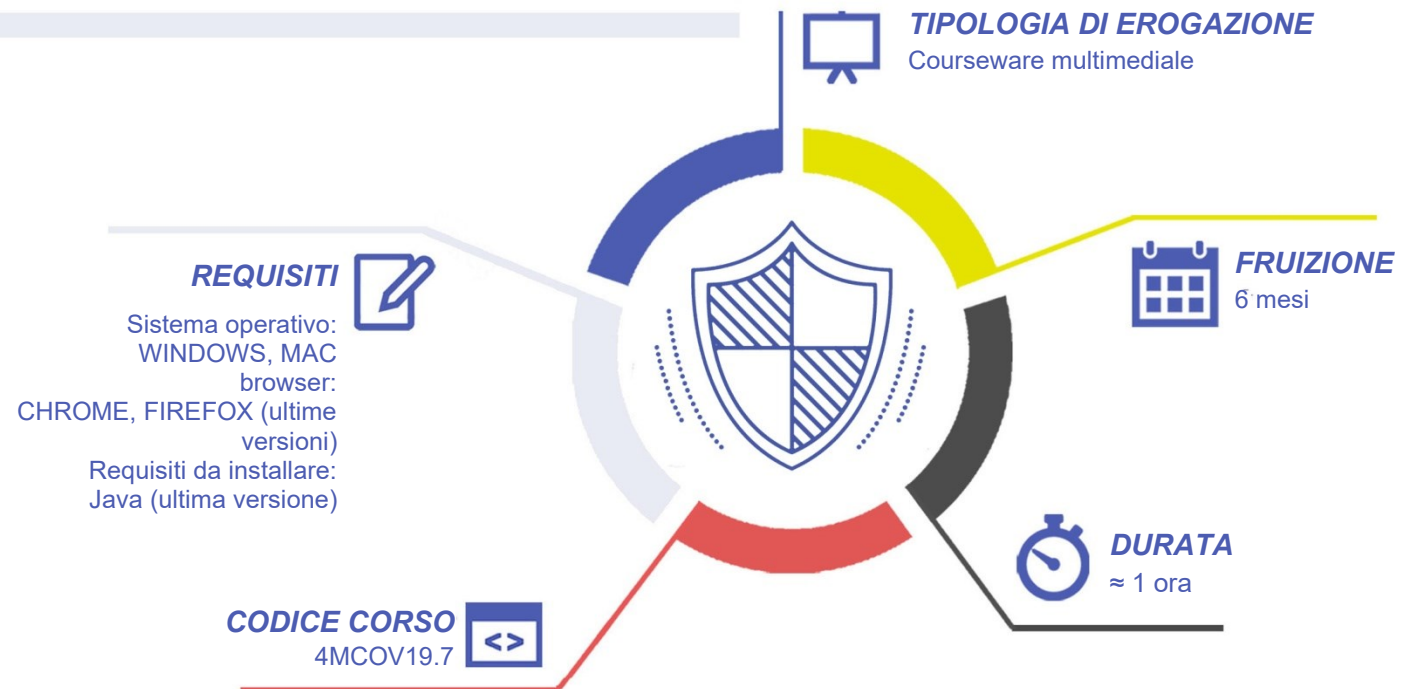 TIPOLOGIA DI EROGAZIONE
Courseware multimediale
FRUIZIONE
6 mesi
REQUISITI
Sistema operativo:
WINDOWS, MAC
browser:
CHROME, FIREFOX (ultime
versioni)
Requisiti da installare:
Java (ultima versione)
DURATA
≈ 1 ora
CODICE CORSO
4MCOV19.7